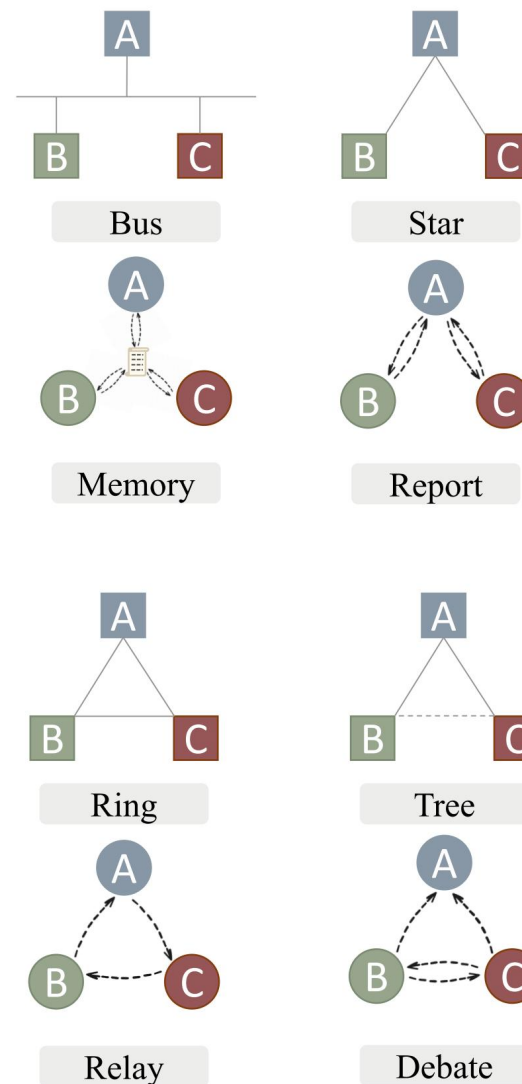 A A
B C B C
Bus Star
A A
B C B C
Memory Report
A A
B C B C
Ring Tree
A A
B C B C
Relay Debate